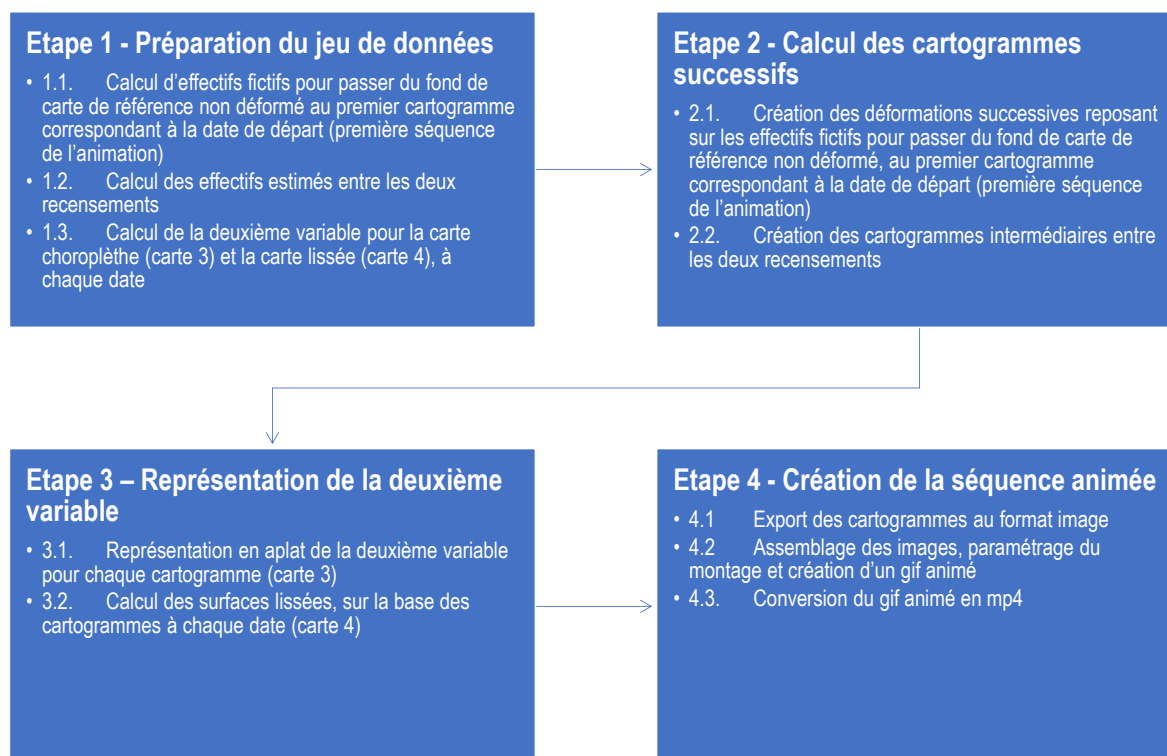 Etape 1 - Préparation du jeu de données
• 1.1. Calcul d'effectifs fictifs pour passer du fond de
carte de référence non déformé au premier cartogramme
correspondant à la date de départ (première séquence
de l'animation)
• 1.2. Calcul des effectifs estimés entre les deux
recensements
• 1.3. Calcul de la deuxième variable pour la carte
choroplèthe (carte 3) et la carte lissée (carte 4), à
chaque date
Etape 2 - Calcul des cartogrammes
successifs
• 2.1. Création des déformations successives reposant
sur les effectifs fictifs pour passer du fond de carte de
référence non déformé, au premier cartogramme
correspondant à la date de départ (première séquence
de l'animation)
• 2.2. Création des cartogrammes intermédiaires entre
les deux recensements
Etape 3 – Représentation de la deuxième
variable
• 3.1. Représentation en aplat de la deuxième variable
pour chaque cartogramme (carte 3)
• 3.2. Calcul des surfaces lissées, sur la base des
cartogrammes à chaque date (carte 4)
Etape 4 - Création de la séquence animée
• 4.1 Export des cartogrammes au format image
• 4.2 Assemblage des images, paramétrage du
montage et création d'un gif animé
• 4.3. Conversion du gif animé en mp4